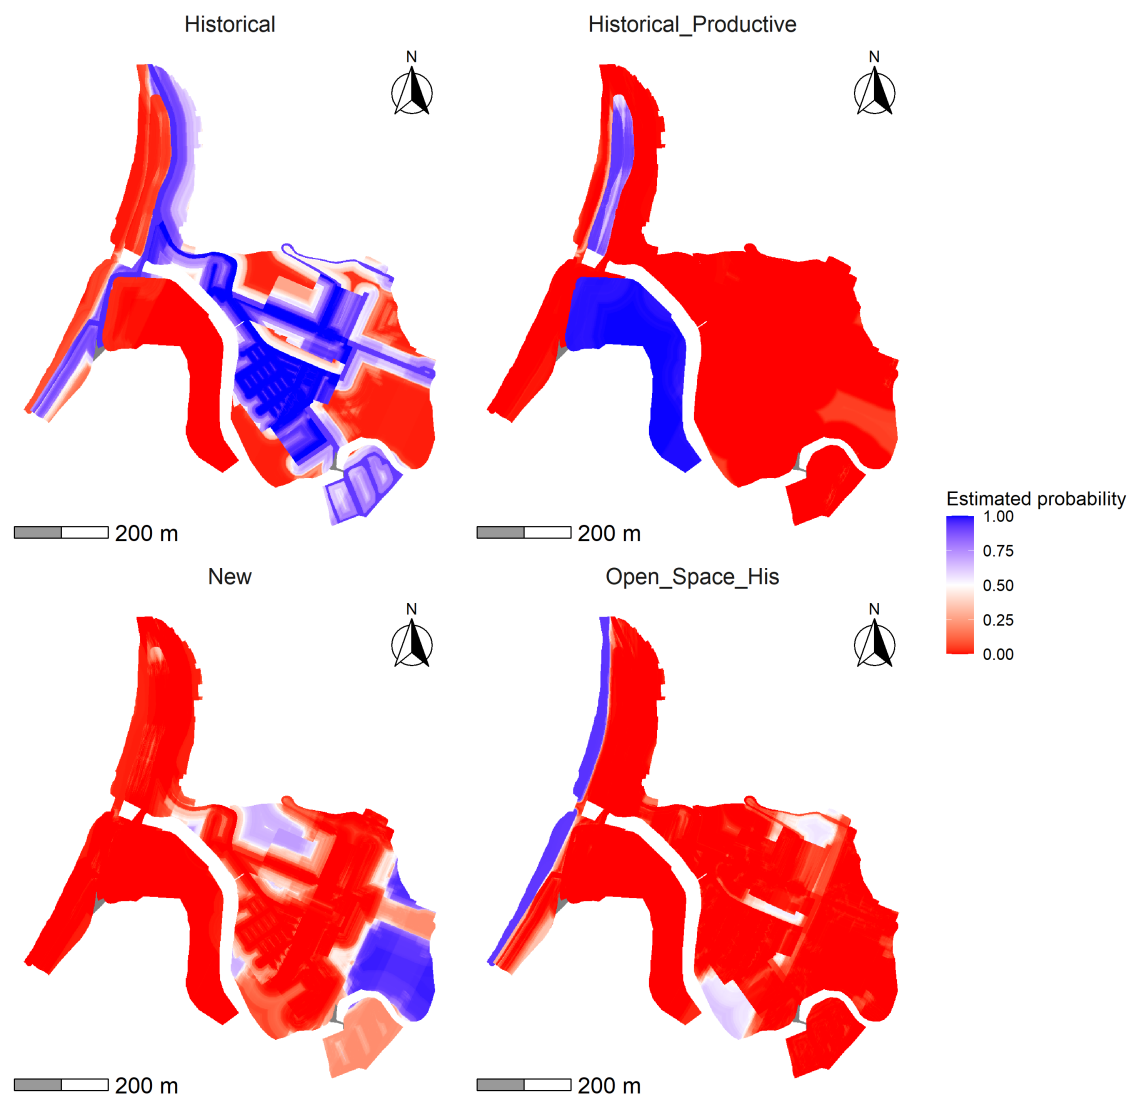 Historical
Historical_Productive
N
N
200 m
200 m
Estimated probability
1.00
0.75
0.50
0.25
0.00
New
Open_Space_His
N
N
200 m
200 m